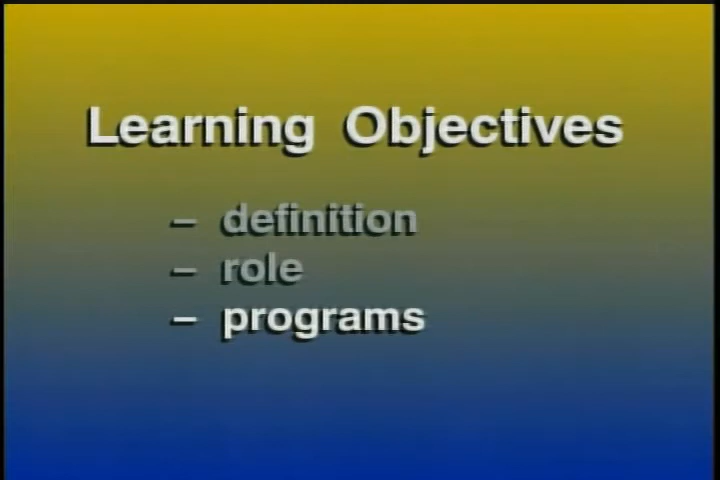 Learning Objectives
– definition
– role
– programs